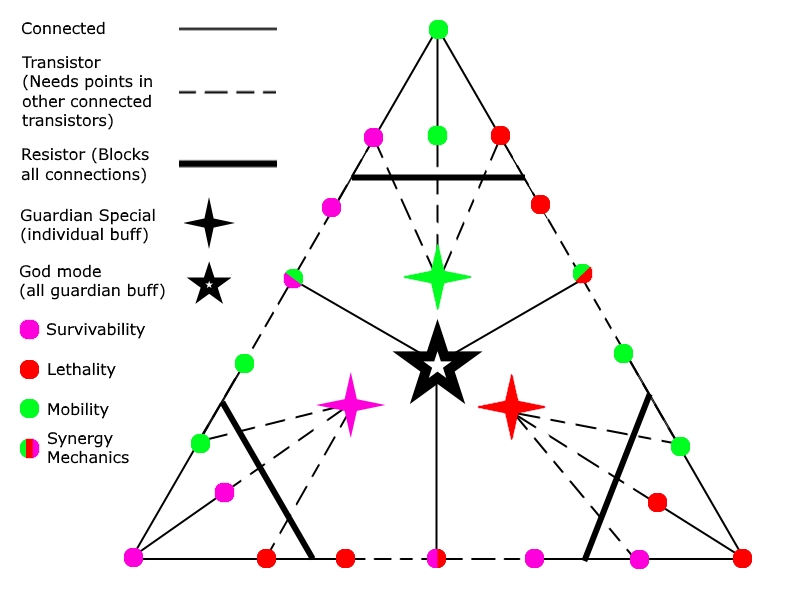 Connected
Transistor
(Needs points in
other connected
transistors)
Resistor (Blocks
all connections)
Guardian Special
(individual buff)
God mode
(all guardian buff)
Survivability
Lethality
Mobility
Synergy
Mechanics